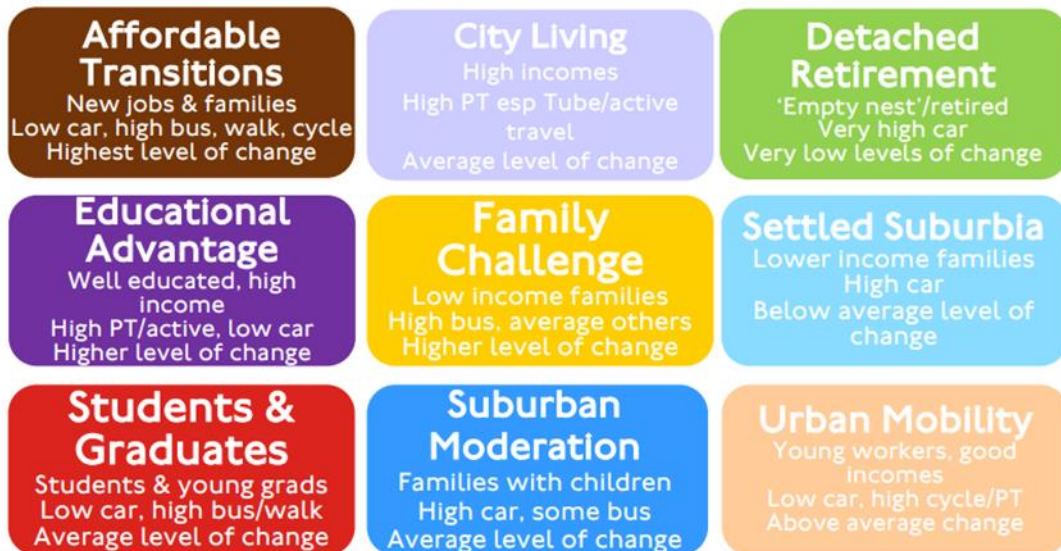 Affordable
Transitions
New jobs & families
Low car, high bus, walk, cycle
Highest level of change
City Living
High incomes
High PT esp Tube/active
travel
Average level of change
Detached
Retirement
'Empty nest'/retired
Very high car
Very low levels of change
Educational
Advantage
Well educated, high
income
High PT/active, low car
Higher level of change
Family
Challenge
Low income families
High bus, average others
Higher level of change
Settled Suburbia
Lower income families
High car
Below average level of
change
Students &
Graduates
Students & young grads
Low car, high bus/walk
Average level of change
Suburban
Moderation
Families with children
High car, some bus
Average level of change
Urban Mobility
Young workers, good
incomes
Low car, high cycle/PT
Above average change